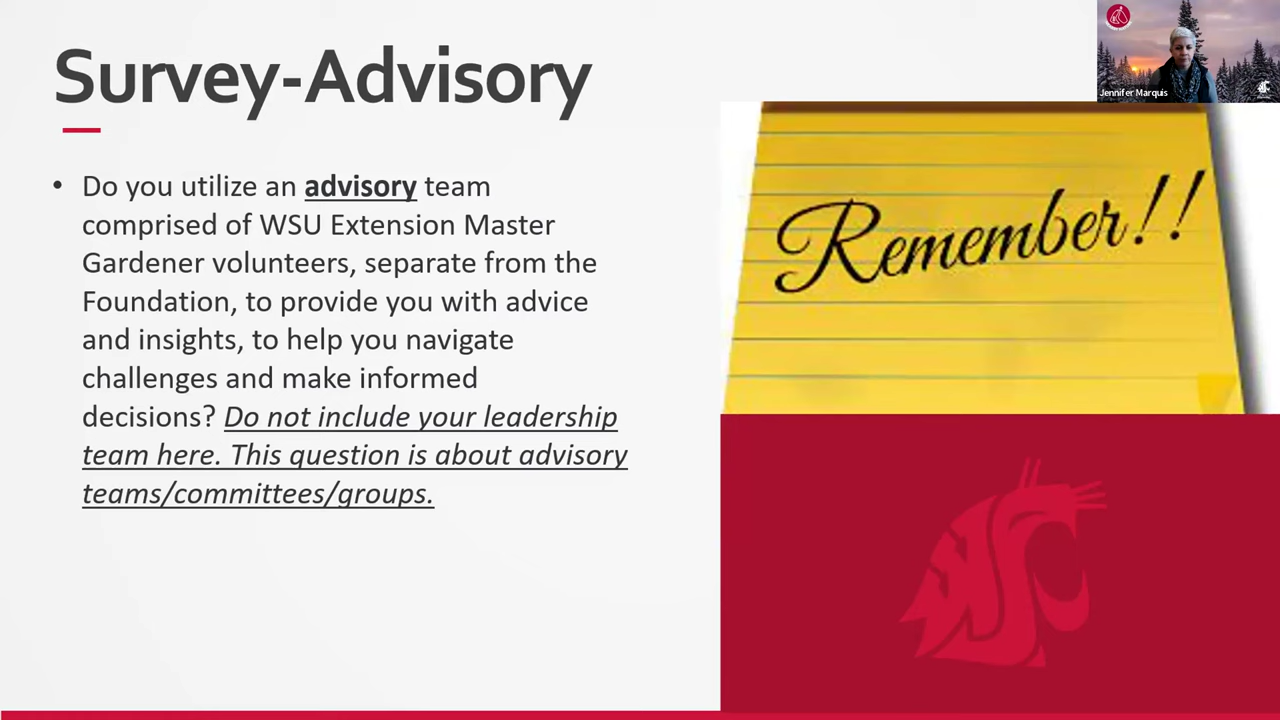 Survey-Advisory
• Do you utilize an advisory team
comprised of WSU Extension Master
Gardener volunteers, separate from the
Foundation, to provide you with advice
and insights, to help you navigate
challenges and make informed
decisions? Do not include your leadership
team here. This question is about advisory
teams/committees/groups.
Jennifer Marquis
Remember!!